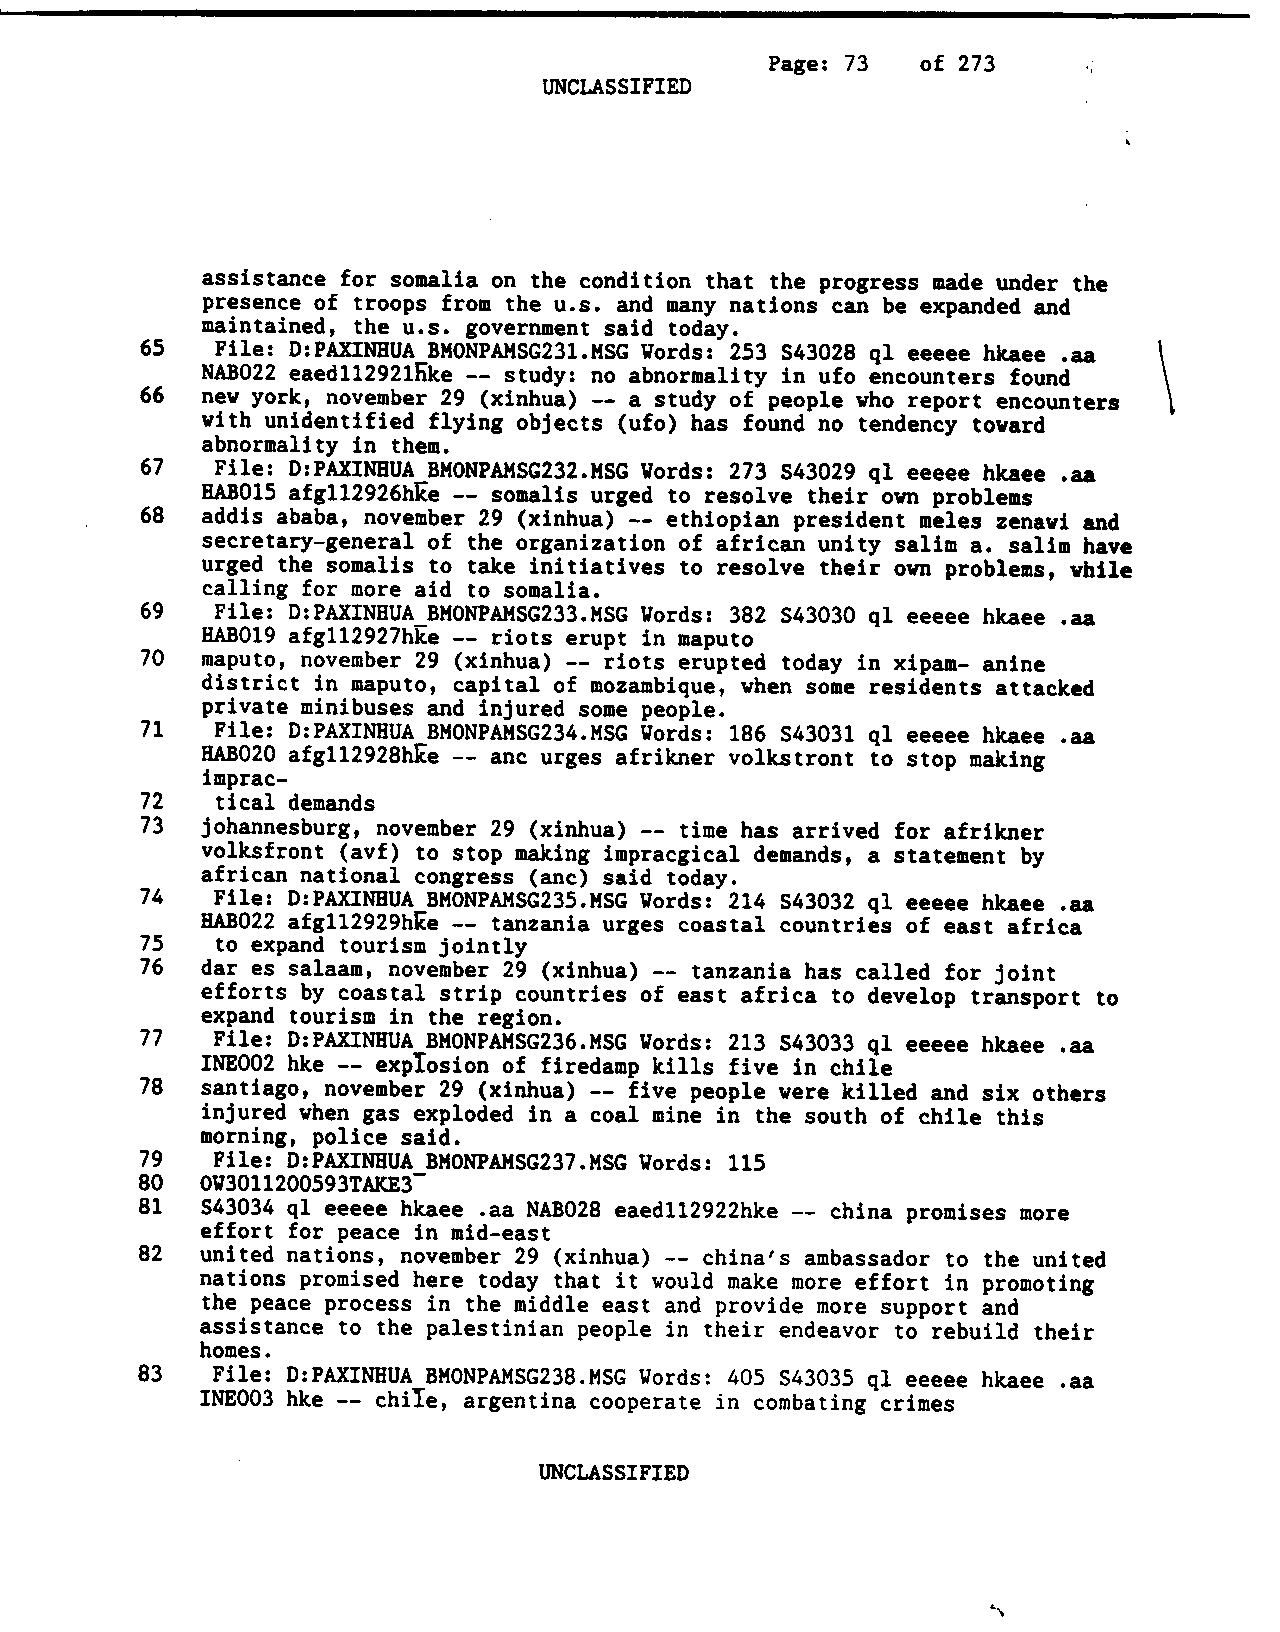 Page: 73 of 273
UNCLASSIFIED
assistance for somalia on the condition that the progress made under the
presence of troops from the u.s. and many nations can be expanded and
maintained, the u.s. government said today.
65 File: D:PAXINHUA_BMONPAMSG231.MSG Words: 253 S43028 ql eeeee hkaee .aa
NAB022 eaed112921hke -- study: no abnormality in ufo encounters found
66 new york, november 29 (xinhua) -- a study of people who report encounters
with unidentified flying objects (ufo) has found no tendency toward
abnormality in them.
67 File: D:PAXINHUA_BMONPAMSG232.MSG Words: 273 S43029 ql eeeee hkaee .aa
HAB015 afg112926hke -- somalis urged to resolve their own problems
68 addis ababa, november 29 (xinhua) -- ethiopian president meles zenawi and
secretary-general of the organization of african unity salim a. salim have
urged the somalis to take initiatives to resolve their own problems, while
calling for more aid to somalia.
69 File: D:PAXINHUA_BMONPAMSG233.MSG Words: 382 S43030 ql eeeee hkaee .aa
HAB019 afg112927hke -- riots erupt in maputo
70 maputo, november 29 (xinhua) -- riots erupted today in xipam- anine
district in maputo, capital of mozambique, when some residents attacked
private minibuses and injured some people.
71 File: D:PAXINHUA_BMONPAMSG234.MSG Words: 186 S43031 ql eeeee hkaee .aa
HAB020 afg112928hke -- anc urges afrikner volkstront to stop making
imprac-
72 tical demands
73 johannesburg, november 29 (xinhua) -- time has arrived for afrikner
volksfront (avf) to stop making impracgical demands, a statement by
african national congress (anc) said today.
74 File: D:PAXINHUA_BMONPAMSG235.MSG Words: 214 S43032 ql eeeee hkaee .aa
HAB022 afg112929hke -- tanzania urges coastal countries of east africa
75 to expand tourism jointly
76 dar es salaam, november 29 (xinhua) -- tanzania has called for joint
efforts by coastal strip countries of east africa to develop transport to
expand tourism in the region.
77 File: D:PAXINHUA_BMONPAMSG236.MSG Words: 213 S43033 ql eeeee hkaee .aa
INE002 hke -- explosion of firedamp kills five in chile
78 santiago, november 29 (xinhua) -- five people were killed and six others
injured when gas exploded in a coal mine in the south of chile this
morning, police said.
79 File: D:PAXINHUA_BMONPAMSG237.MSG Words: 115
80 OW3011200593TAKE3
81 S43034 ql eeeee hkaee .aa NAB028 eaed112922hke -- china promises more
effort for peace in mid-east
82 united nations, november 29 (xinhua) -- china's ambassador to the united
nations promised here today that it would make more effort in promoting
the peace process in the middle east and provide more support and
assistance to the palestinian people in their endeavor to rebuild their
homes.
83 File: D:PAXINHUA_BMONPAMSG238.MSG Words: 405 S43035 ql eeeee hkaee .aa
INE003 hke -- chile, argentina cooperate in combating crimes
UNCLASSIFIED